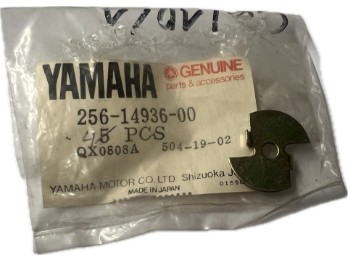 YAMAHA GENUINE
parts & accessories
256-14936-00
45 PCS
QX0808A 504-19-02
YAMAHA MOTOR CO. LTD. Shizuoka
MADE IN JAPAN